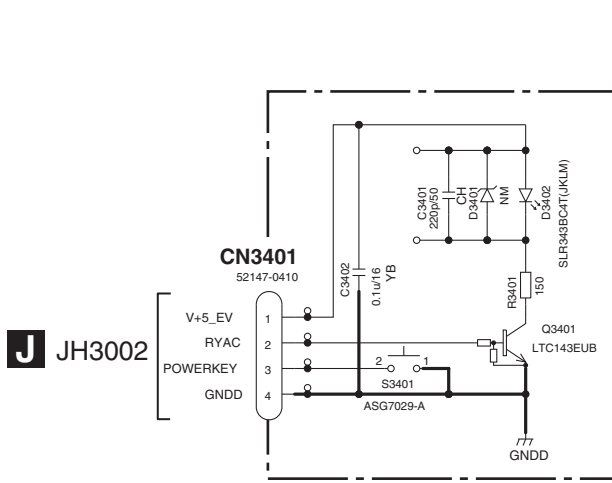 CN3401
52147-0410
J JH3002
V+5_EV 1
RYAC 2
POWERKEY 3
GNDD 4
C3402
0.1u/16
YB
C3401
220p/50
CH
D3401
NM
D3402
SLR343BC4T(JKLM)
R3401
150
Q3401
LTC143EUB
2 1
S3401
ASG7029-A
GNDD